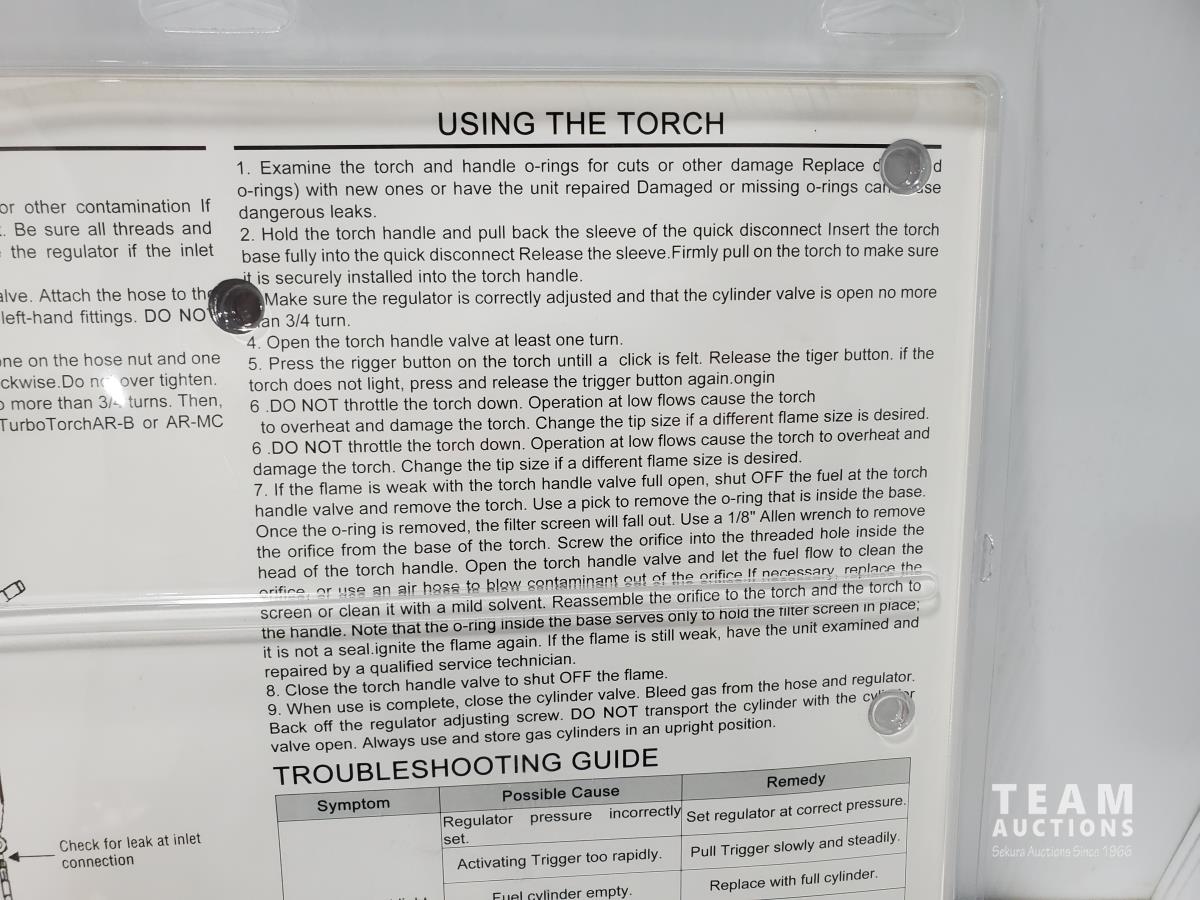 USING THE TORCH
1. Examine the torch and handle o-rings for cuts or other damage Replace
o-rings) with new ones or have the unit repaired Damaged or missing o-rings
dangerous leaks.
2. Hold the torch handle and pull back the sleeve of the quick disconnect Insert the torch
base fully into the quick disconnect Release the sleeve.Firmly pull on the torch to make sure
it is securely installed into the torch handle.
Make sure the regulator is correctly adjusted and that the cylinder valve is open no more
3/4 turn.
4. Open the torch handle valve at least one turn.
5. Press the rigger button on the torch untill a click is felt. Release the tiger button. if the
torch does not light, press and release the trigger button again.ongin
6 .DO NOT throttle the torch down. Operation at low flows cause the torch
to overheat and damage the torch. Change the tip size if a different flame size is desired.
6 .DO NOT throttle the torch down. Operation at low flows cause the torch to overheat and
damage the torch. Change the tip size if a different flame size is desired.
7. If the flame is weak with the torch handle valve full open, shut OFF the fuel at the torch
handle valve and remove the torch. Use a pick to remove the o-ring that is inside the base.
Once the o-ring is removed, the filter screen will fall out. Use a 1/8" Allen wrench to remove
the orifice from the base of the torch. Screw the orifice into the threaded hole inside the
head of the torch handle. Open the torch handle valve and let the fuel flow to clean the
orifice, or use an air hose to blow contaminant out of the orifice If necessary, replace the
screen or clean it with a mild solvent. Reassemble the orifice to the torch and the torch to
the handle. Note that the o-ring inside the base serves only to hold the filter screen in place;
it is not a seal.ignite the flame again. If the flame is still weak, have the unit examined and
repaired by a qualified service technician.
8. Close the torch handle valve to shut OFF the flame.
9. When use is complete, close the cylinder valve. Bleed gas from the hose and regulator.
Back off the regulator adjusting screw. DO NOT transport the cylinder with the
valve open. Always use and store gas cylinders in an upright position.
TROUBLESHOOTING GUIDE
Symptom Possible Cause Remedy
Regulator pressure incorrectly set. Set regulator at correct pressure.
Activating Trigger too rapidly. Pull Trigger slowly and steadily.
Fuel cylinder empty. Replace with full cylinder.
or other contamination If
Be sure all threads and
the regulator if the inlet
Attach the hose to the
left-hand fittings. DO NOT
one on the hose nut and one
Do not over tighten.
more than 3/4 turns. Then,
TurboTorchAR-B or AR-MC
Check for leak at inlet
connection
TEAM
AUCTIONS
Sekura Auctions Since 1966